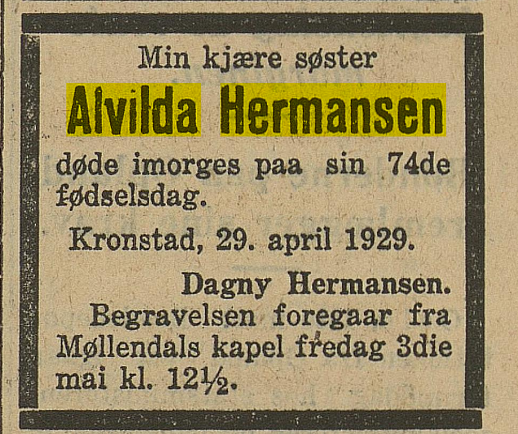 Min kjære søster
Alvilda Hermansen
døde imorges paa sin 74de
fødselsdag.
Kronstad, 29. april 1929.
Dagny Hermansen.
Begravelsen foregaar fra
Møllendals kapel fredag 3die
mai kl. 12½.